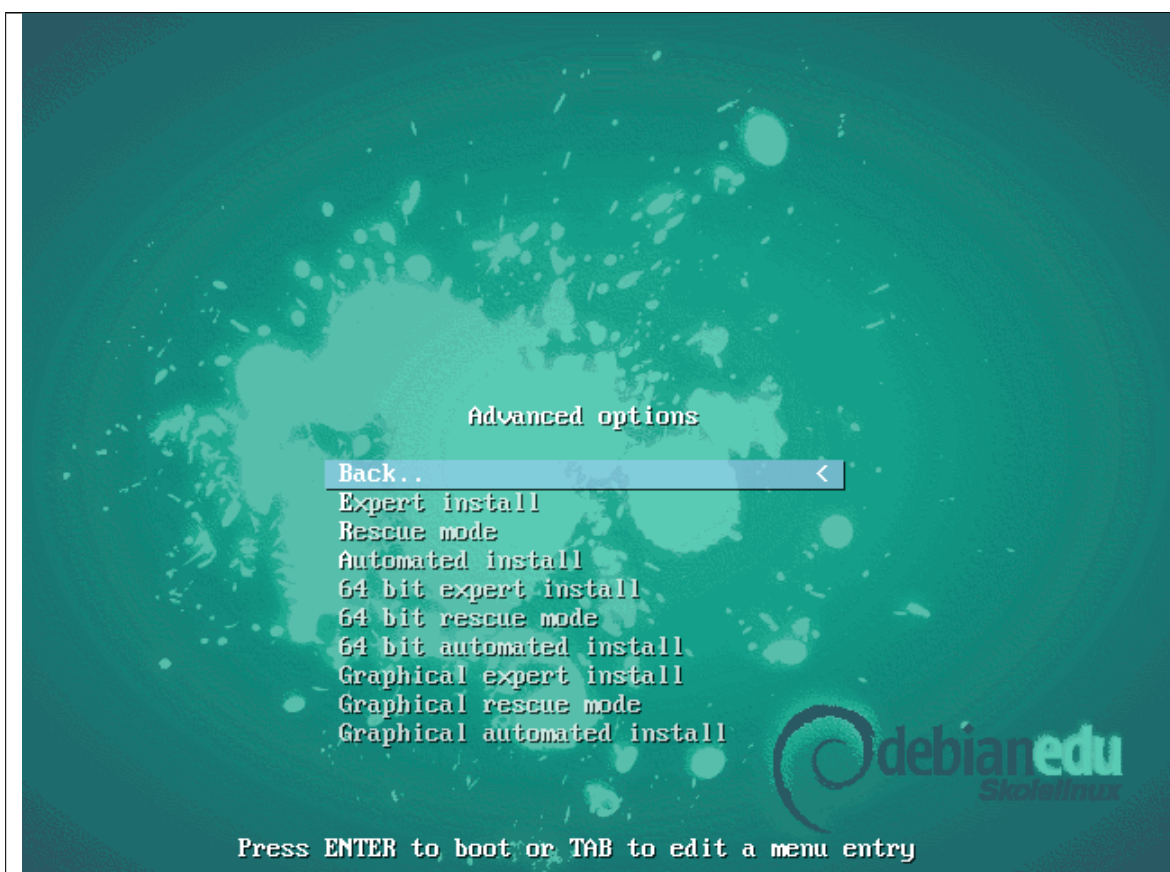 Advanced options
Back.. <
Expert install
Rescue mode
Automated install
64 bit expert install
64 bit rescue mode
64 bit automated install
Graphical expert install
Graphical rescue mode
Graphical automated install
debianedu
Skolelinux
Press ENTER to boot or TAB to edit a menu entry